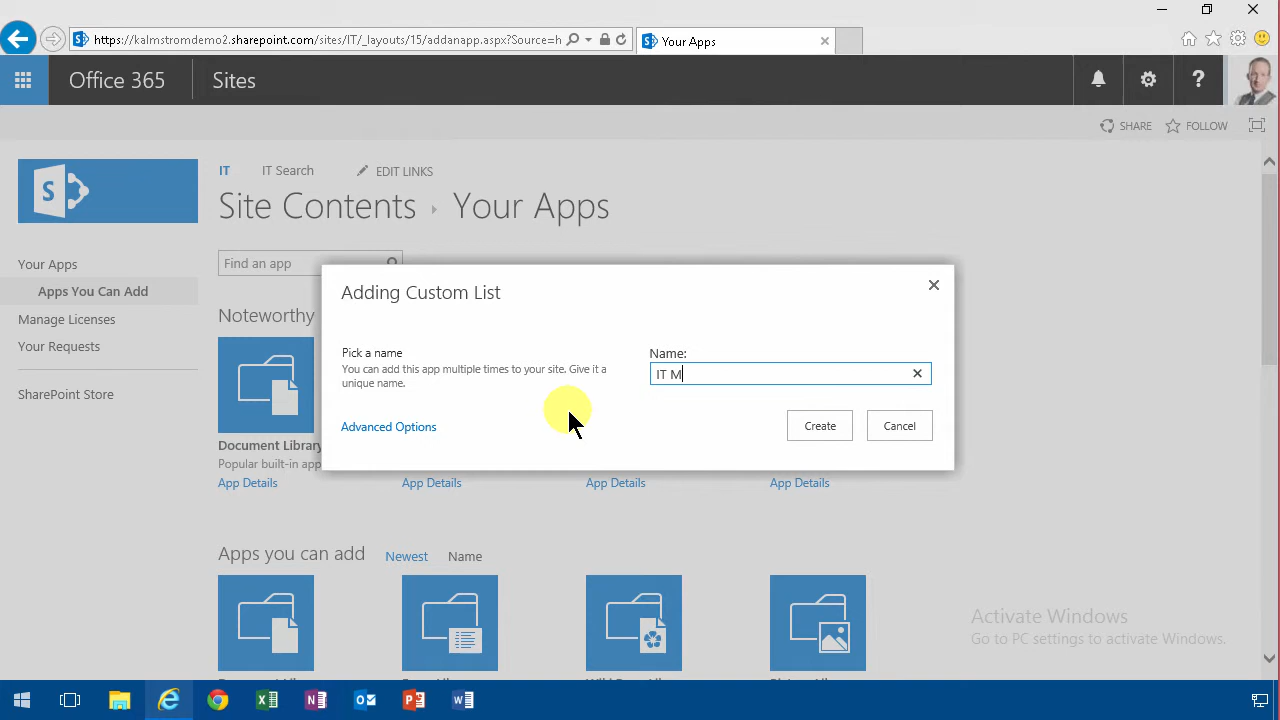 https://kalmstromdemo2.sharepoint.com/sites/IT/_layouts/15/addanapp.aspx?Source=h
Your Apps
Office 365
Sites
?
SHARE
FOLLOW
IT
IT Search
EDIT LINKS
Site Contents
Your Apps
Find an app
Your Apps
Apps You Can Add
Manage Licenses
Your Requests
SharePoint Store
Noteworthy
Adding Custom List
Pick a name
You can add this app multiple times to your site. Give it a
unique name.
Name:
IT M
Advanced Options
Create
Cancel
Document Library
Popular built-in app
App Details
App Details
App Details
App Details
Apps you can add
Newest
Name
Activate Windows
Go to PC settings to activate Windows.